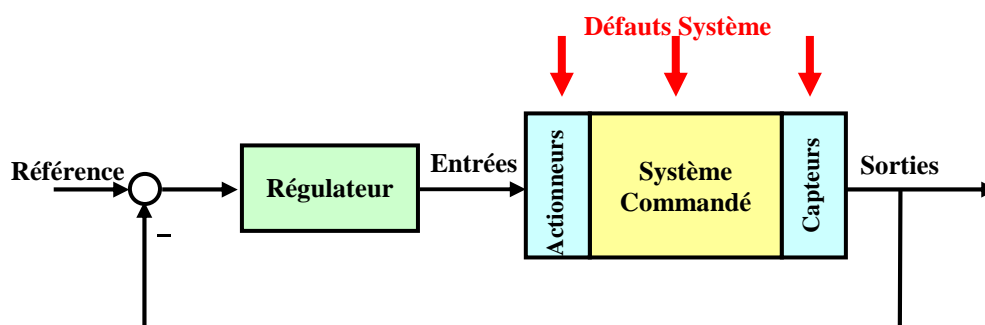 Défauts Système
Référence
Régulateur
Entrées
Actionneurs
Système
Commandé
Capteurs
Sorties
–